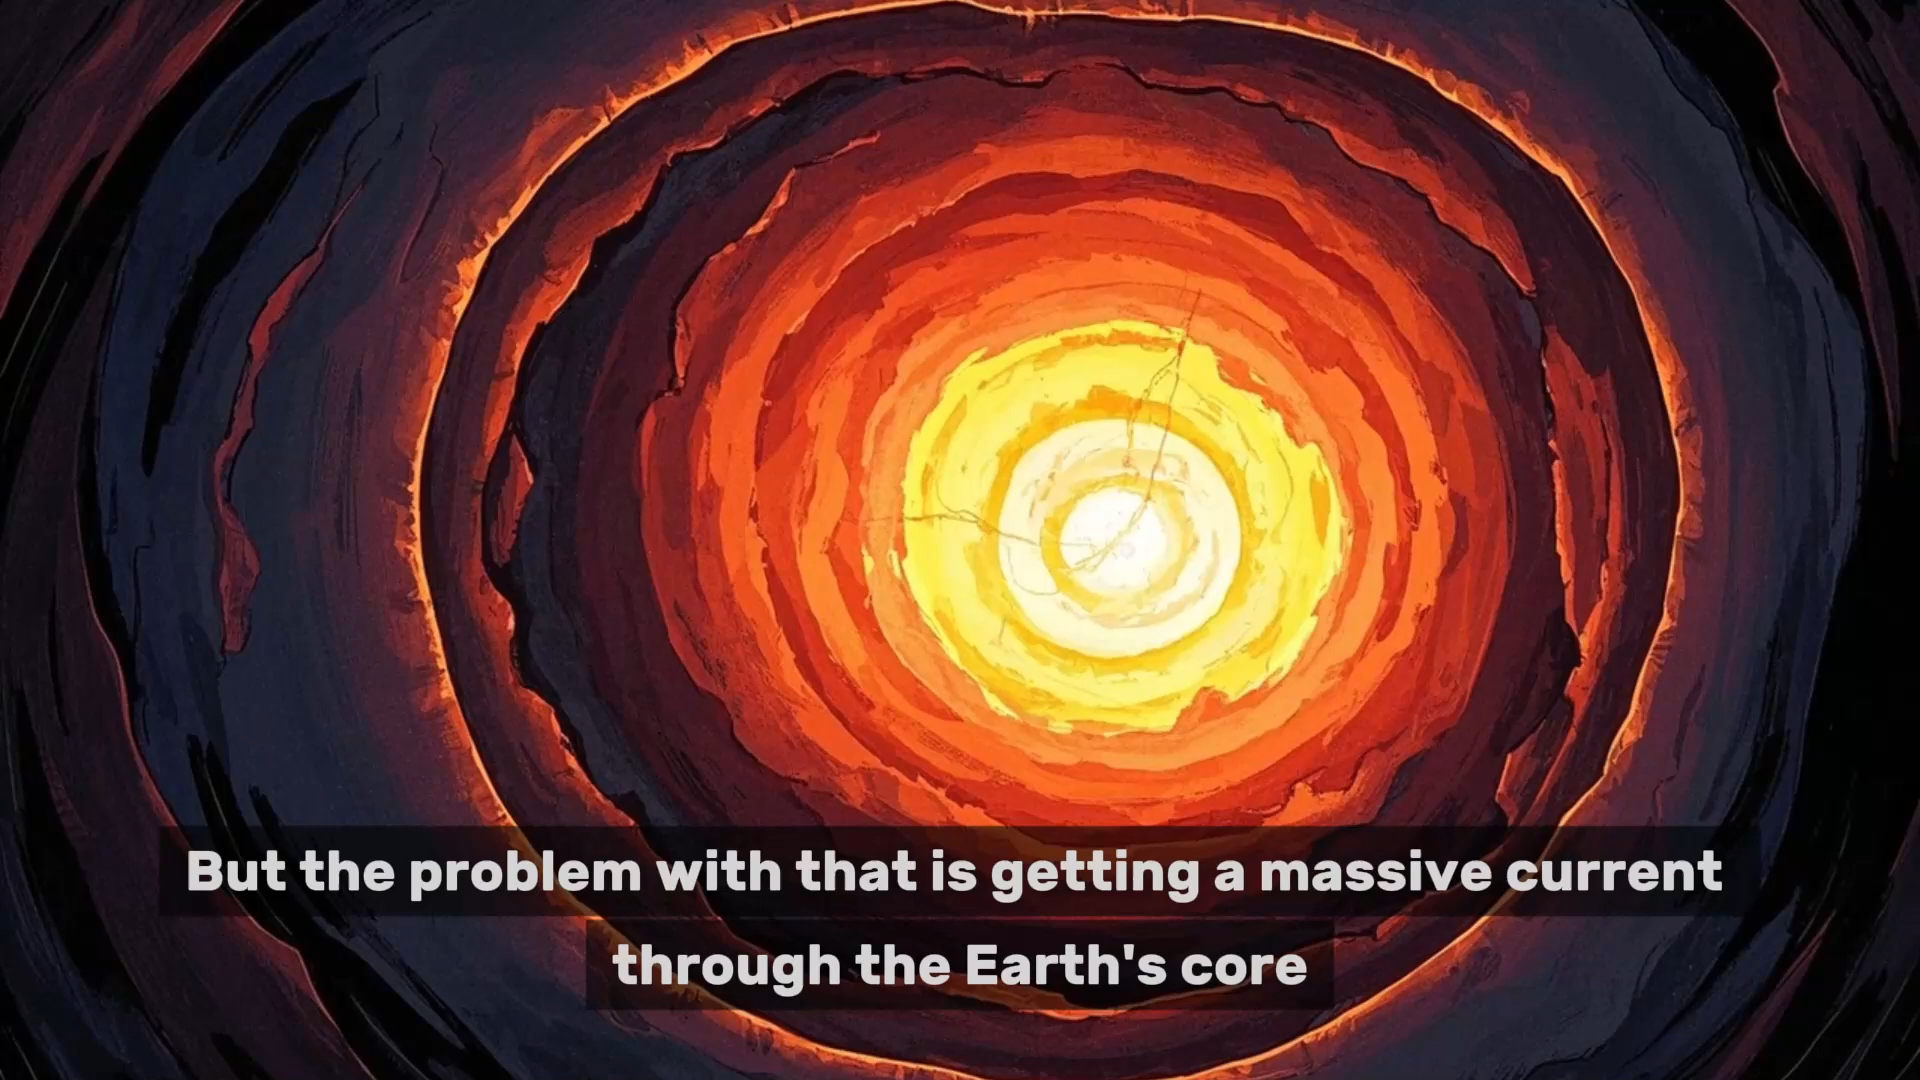 But the problem with that is getting a massive current
through the Earth's core